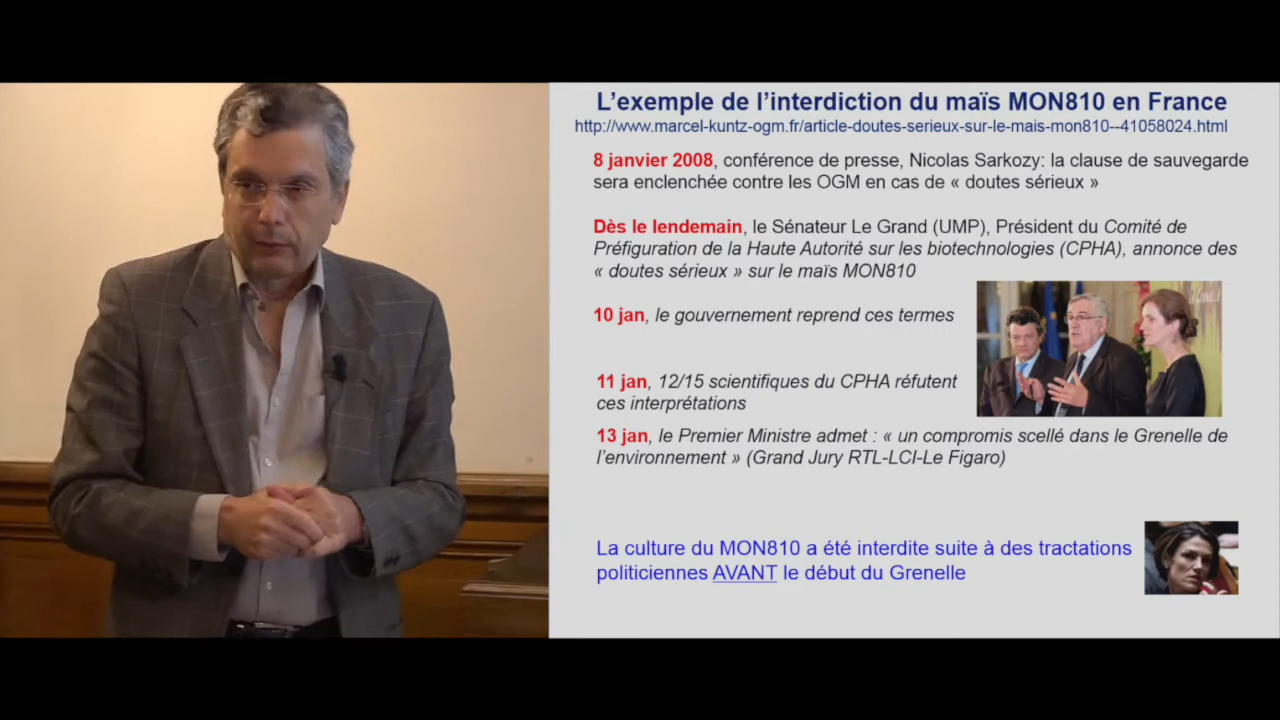 L'exemple de l'interdiction du maïs MON810 en France
http://www.marcel-kuntz-ogm.fr/article-doutes-serieux-sur-le-mais-mon810--41058024.html
8 janvier 2008, conférence de presse, Nicolas Sarkozy: la clause de sauvegarde
sera enclenchée contre les OGM en cas de « doutes sérieux »
Dès le lendemain, le Sénateur Le Grand (UMP), Président du Comité de
Préfiguration de la Haute Autorité sur les biotechnologies (CPHA), annonce des
« doutes sérieux » sur le maïs MON810
10 jan, le gouvernement reprend ces termes
11 jan, 12/15 scientifiques du CPHA réfutent
ces interprétations
13 jan, le Premier Ministre admet : « un compromis scellé dans le Grenelle de
l'environnement » (Grand Jury RTL-LCI-Le Figaro)
La culture du MON810 a été interdite suite à des tractations
politiciennes AVANT le début du Grenelle